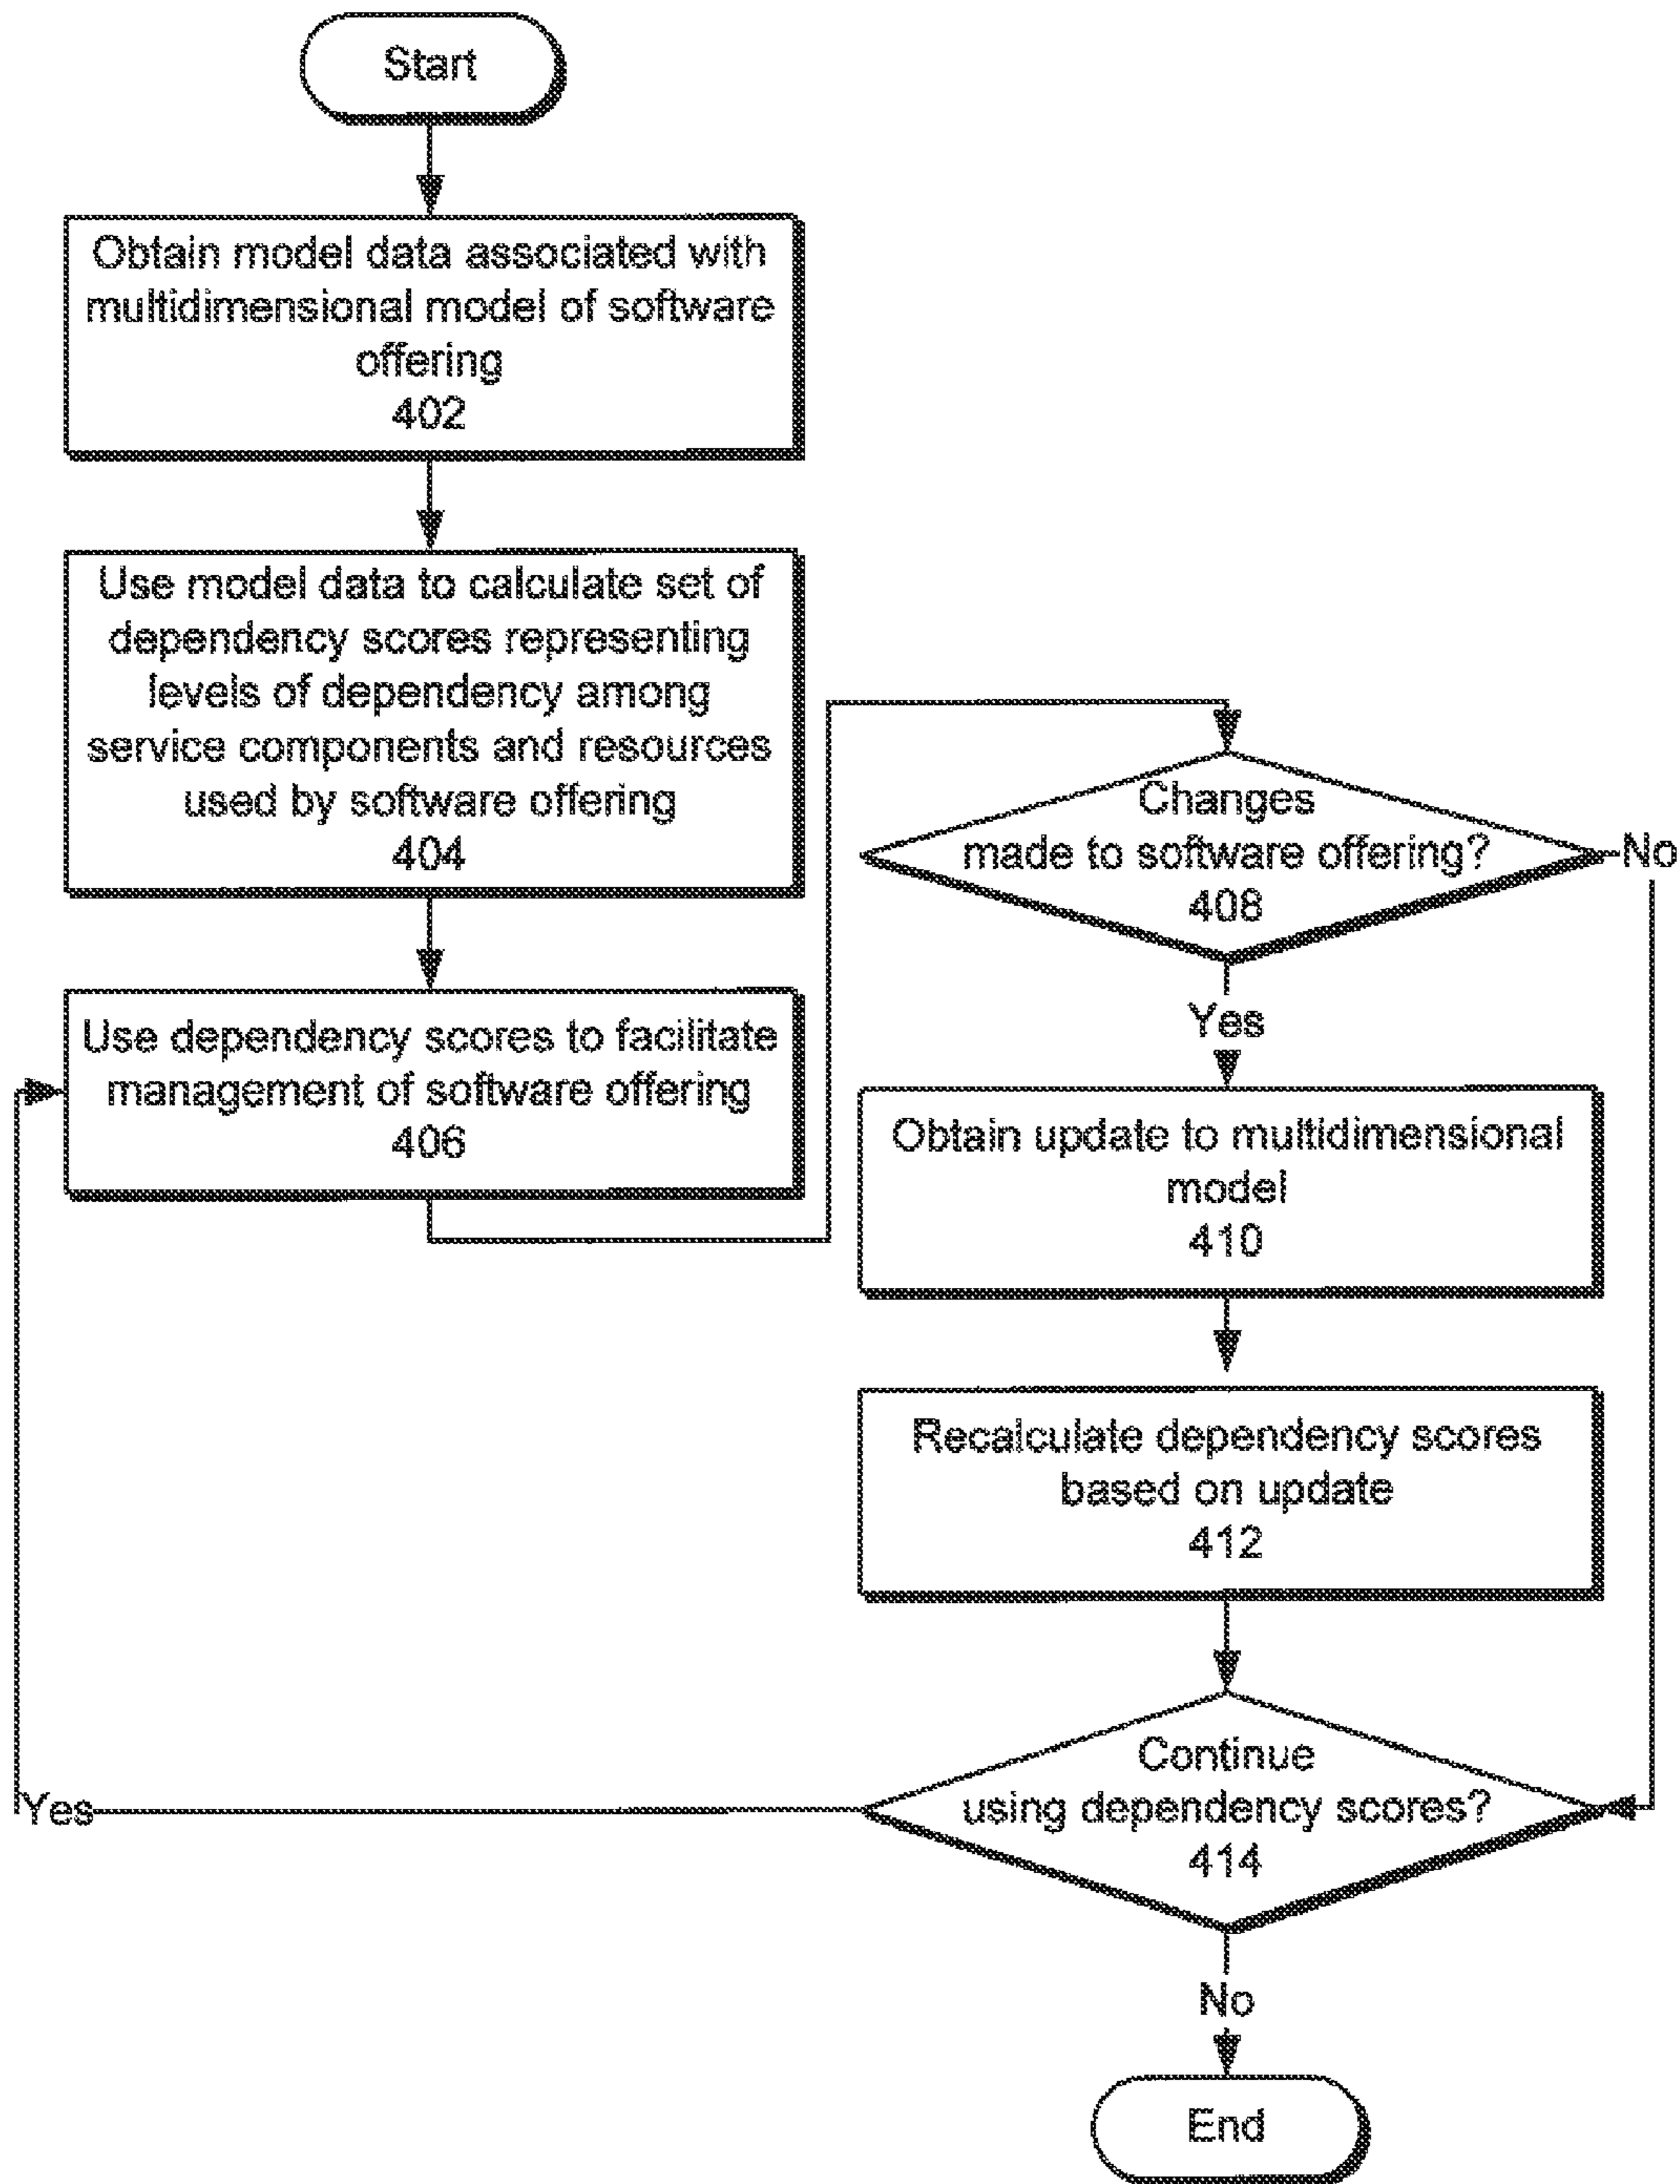 Start
Obtain model data associated with
multidimensional model of software
offering
402
Use model data to calculate set of
dependency scores representing
levels of dependency among
service components and resources
used by software offering
404
Use dependency scores to facilitate
management of software offering
406
Changes
made to software offering?
408
No
Yes
Obtain update to multidimensional
model
410
Recalculate dependency scores
based on update
412
Continue
using dependency scores?
414
Yes
No
End